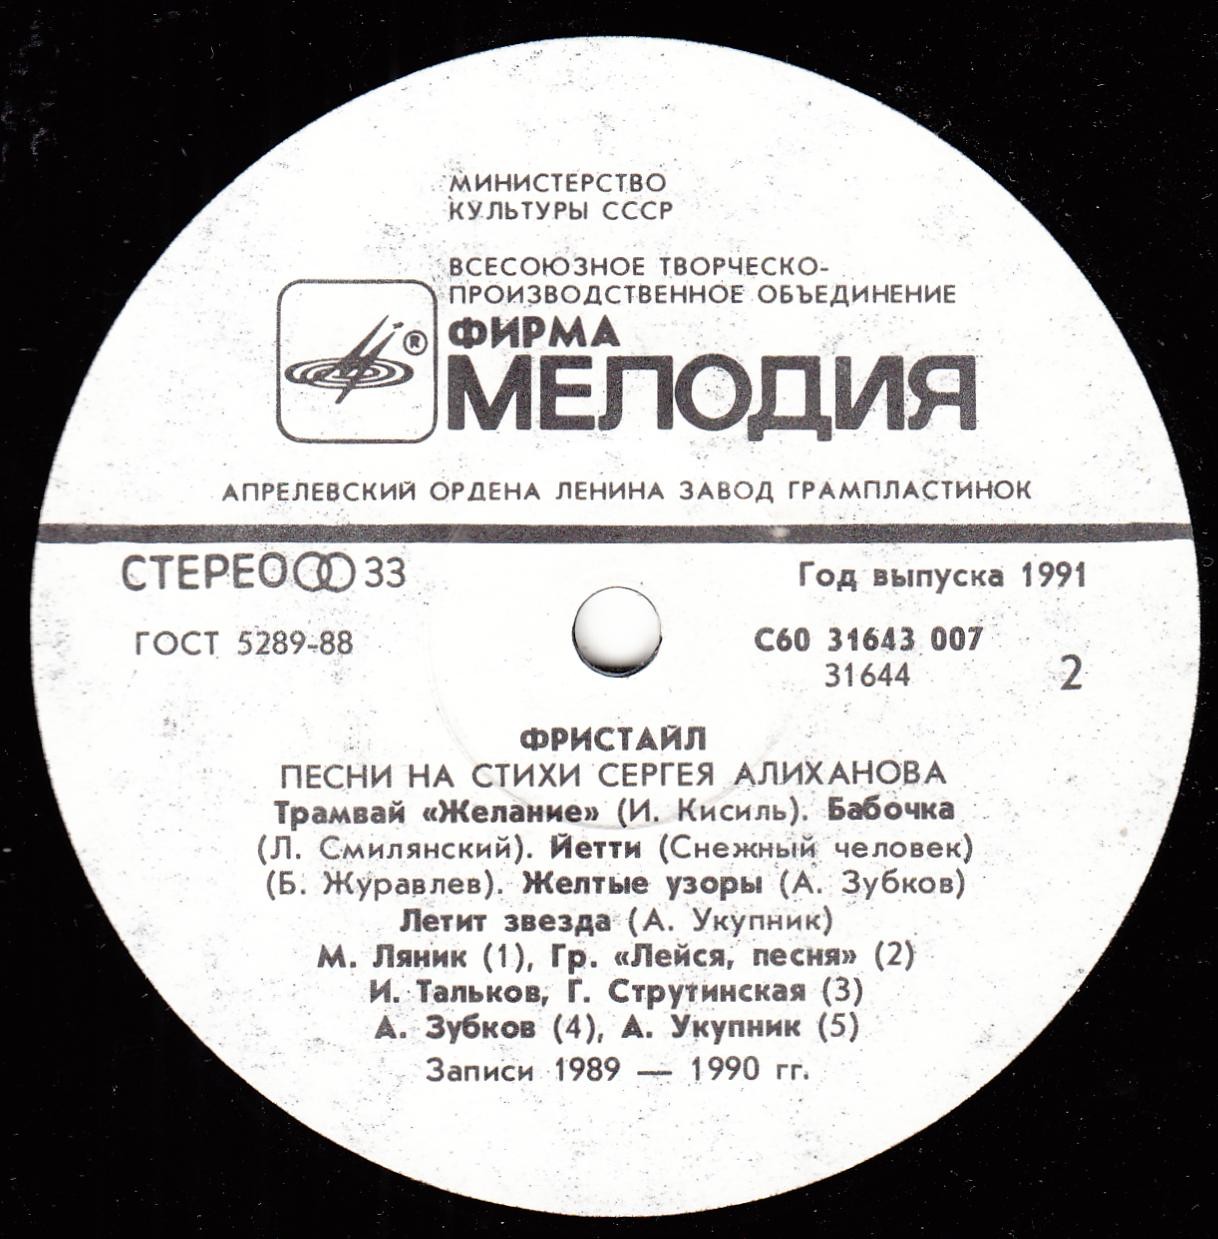 МИНИСТЕРСТВО
КУЛЬТУРЫ СССР
ВСЕСОЮЗНОЕ ТВОРЧЕСКО-
ПРОИЗВОДСТВЕННОЕ ОБЪЕДИНЕНИЕ
ФИРМА
®
МЕЛОДИЯ
АПРЕЛЕВСКИЙ ОРДЕНА ЛЕНИНА ЗАВОД ГРАМПЛАСТИНОК
СТЕРЕО 33
Год выпуска 1991
ГОСТ 5289-88
С60 31643 007
31644
2
ФРИСТАЙЛ
ПЕСНИ НА СТИХИ СЕРГЕЯ АЛИХАНОВА
Трамвай «Желание» (И. Кисиль). Бабочка
(Л. Смилянский). Йетти (Снежный человек)
(Б. Журавлев). Желтые узоры (А. Зубков)
Летит звезда (А. Укупник)
М. Ляник (1), Гр. «Лейся, песня» (2)
И. Тальков, Г. Струтинская (3)
А. Зубков (4), А. Укупник (5)
Записи 1989 — 1990 гг.